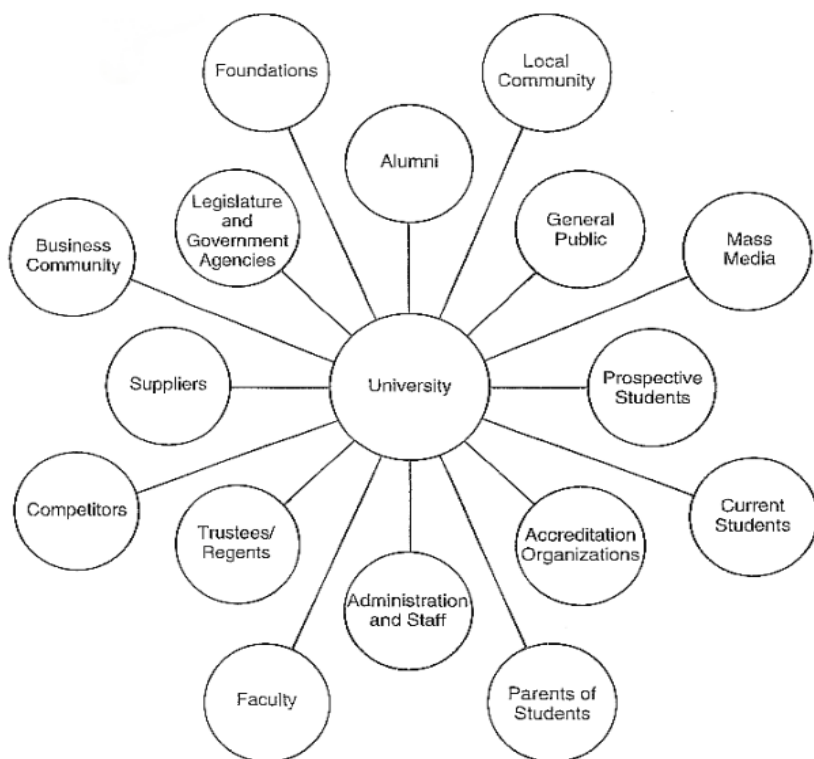 Foundations
Local
Community
Alumni
Legislature
and
Government
Agencies
General
Public
Business
Community
Mass
Media
Suppliers
University
Prospective
Students
Competitors
Trustees/
Regents
Accreditation
Organizations
Current
Students
Administration
and Staff
Faculty
Parents of
Students